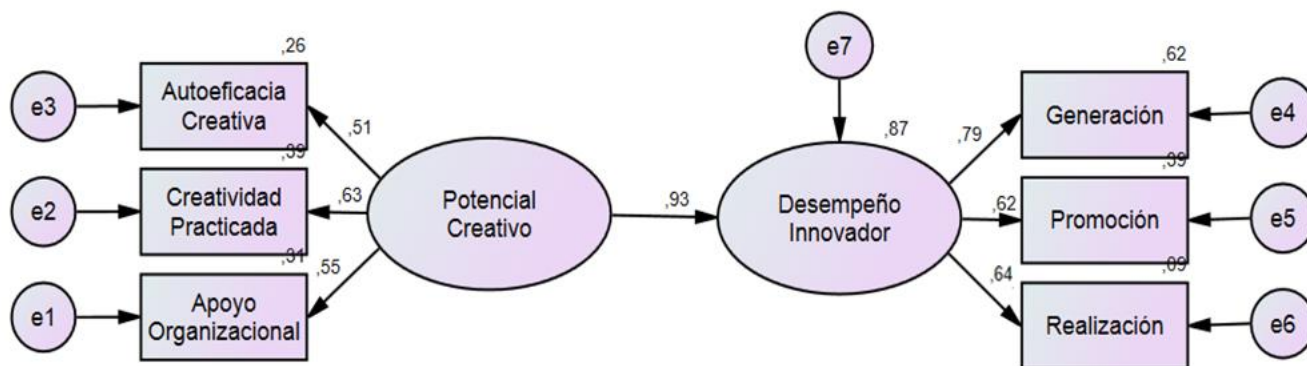 ,26
e3
Autoeficacia
Creativa
,51
,39
e2
Creatividad
Practicada
,63
,31
e1
Apoyo
Organizacional
,55
Potencial
Creativo
,93
e7
,87
Desempeño
Innovador
,79
,62
Generación
e4
,62
,39
Promoción
e5
,64
,09
Realización
e6